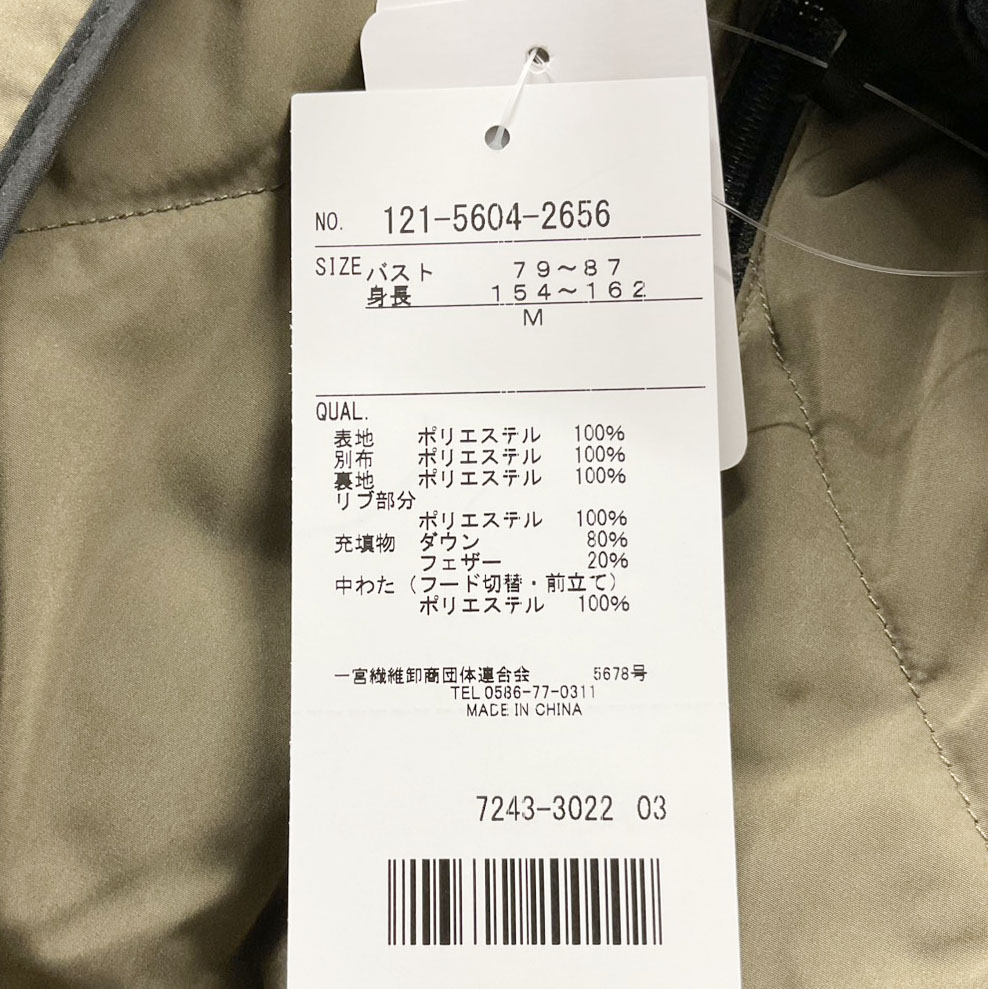 NO. 121-5604-2656
SIZE バスト 79〜87
身長 154〜162
M
QUAL.
表地 ポリエステル 100%
別布 ポリエステル 100%
裏地 ポリエステル 100%
リブ部分
ポリエステル 100%
充填物 ダウン 80%
フェザー 20%
中わた（フード切替・前立て）
ポリエステル 100%
一宮繊維卸商団体連合会 5678号
TEL 0586-77-0311
MADE IN CHINA
7243-3022 03